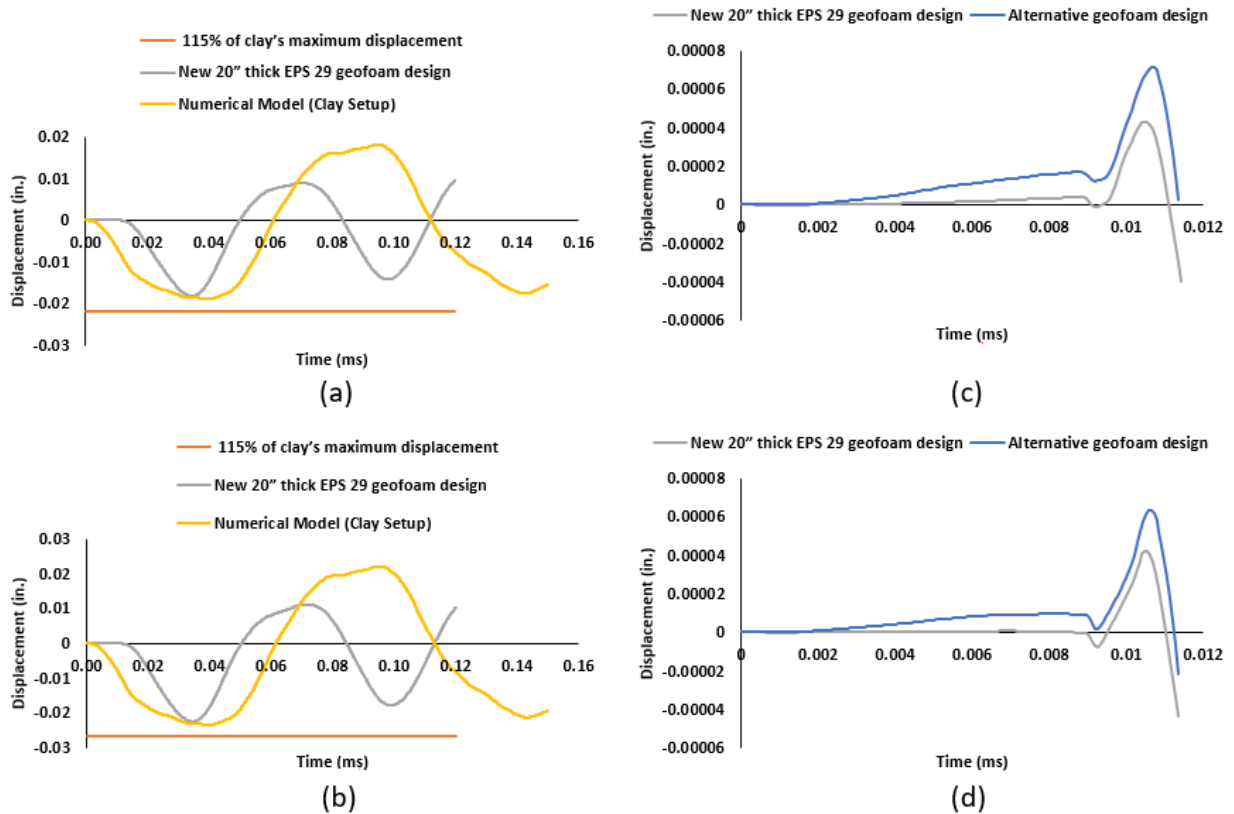 115% of clay's maximum displacement
New 20" thick EPS 29 geofoam design
Numerical Model (Clay Setup)
0.02
0.01
0
-0.01
-0.02
-0.03
0.00 0.02 0.04 0.06 0.08 0.10 0.12 0.14 0.16
Displacement (in.)
Time (ms)
(a)
New 20" thick EPS 29 geofoam design Alternative geofoam design
0.00008
0.00006
0.00004
0.00002
0
-0.00002
-0.00004
-0.00006
0 0.002 0.004 0.006 0.008 0.01 0.012
Displacement (in.)
Time (ms)
(c)
115% of clay's maximum displacement
New 20" thick EPS 29 geofoam design
Numerical Model (Clay Setup)
0.03
0.02
0.01
0
-0.01
-0.02
-0.03
0.00 0.02 0.04 0.06 0.08 0.10 0.12 0.14 0.16
Displacement (in.)
Time (ms)
(b)
New 20" thick EPS 29 geofoam design Alternative geofoam design
0.00008
0.00006
0.00004
0.00002
0
-0.00002
-0.00004
-0.00006
0 0.002 0.004 0.006 0.008 0.01 0.012
Displacement (in.)
Time (ms)
(d)